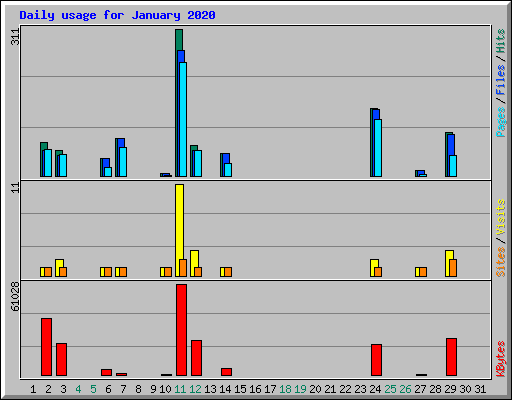 Daily usage for January 2020
311
Pages / Files / Hits
11
Sites / Visits
61028
KBytes
1 2 3 4 5 6 7 8 9 10 11 12 13 14 15 16 17 18 19 20 21 22 23 24 25 26 27 28 29 30 31